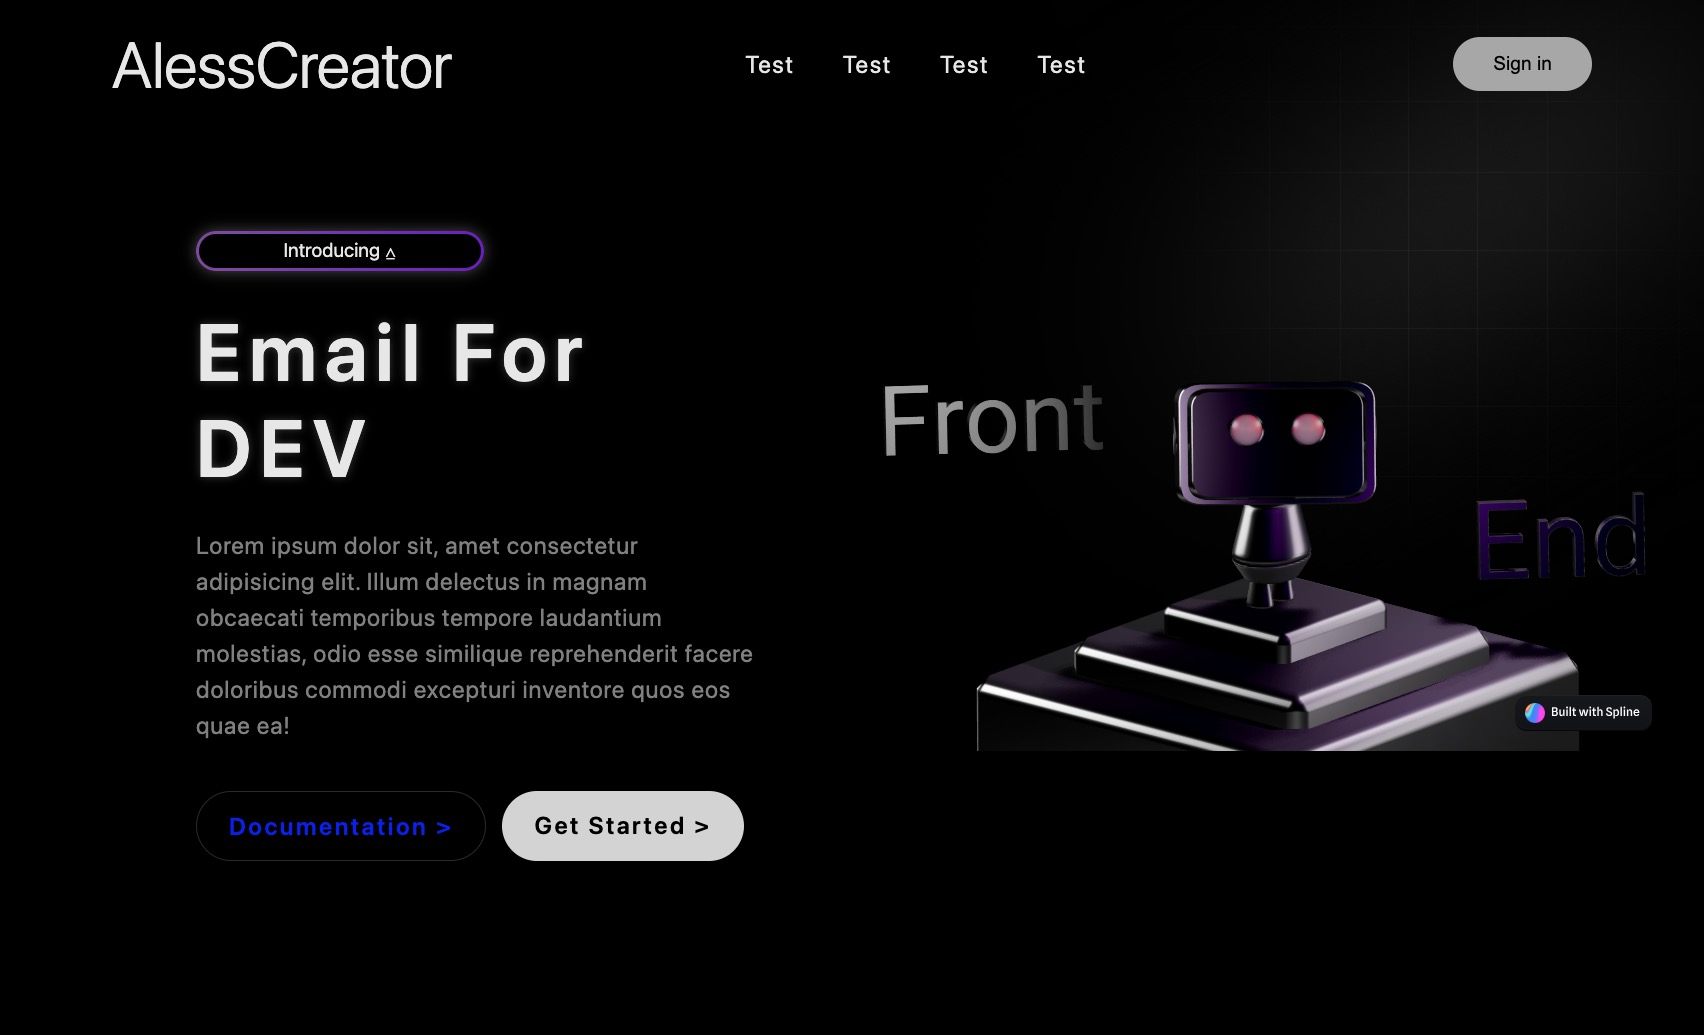 AlessCreator
Test Test Test Test
Sign in
Introducing
Email For
DEV
Lorem ipsum dolor sit, amet consectetur
adipisicing elit. Illum delectus in magnam
obcaecati temporibus tempore laudantium
molestias, odio esse similique reprehenderit facere
doloribus commodi excepturi inventore quos eos
quae ea!
Documentation >
Get Started >
Front
End
Built with Spline